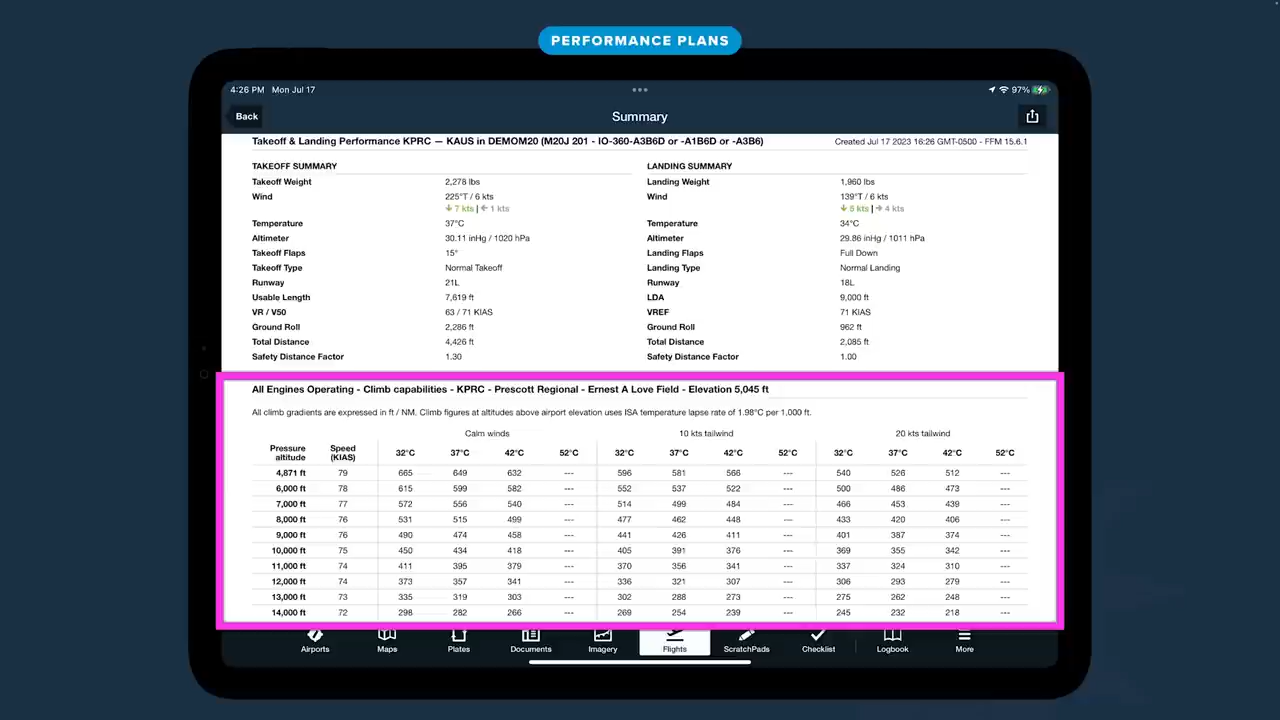 PERFORMANCE PLANS
4:26 PM Mon Jul 17
97%
Back
Summary
Takeoff & Landing Performance KPRC — KAUS in DEMOM20 (M20J 201 - IO-360-A3B6D or -A1B6D or -A3B6)
Created Jul 17 2023 16:26 GMT-0500 - FFM 15.6.1
TAKEOFF SUMMARY
Takeoff Weight 2,278 lbs
Wind 225°T / 6 kts
↓ 7 kts | ← 1 kts
Temperature 37°C
Altimeter 30.11 inHg / 1020 hPa
Takeoff Flaps 15°
Takeoff Type Normal Takeoff
Runway 21L
Usable Length 7,619 ft
VR / V50 63 / 71 KIAS
Ground Roll 2,286 ft
Total Distance 4,426 ft
Safety Distance Factor 1.30
LANDING SUMMARY
Landing Weight 1,960 lbs
Wind 139°T / 6 kts
↓ 5 kts | → 4 kts
Temperature 34°C
Altimeter 29.86 inHg / 1011 hPa
Landing Flaps Full Down
Landing Type Normal Landing
Runway 18L
LDA 9,000 ft
VREF 71 KIAS
Ground Roll 962 ft
Total Distance 2,085 ft
Safety Distance Factor 1.00
All Engines Operating - Climb capabilities - KPRC - Prescott Regional - Ernest A Love Field - Elevation 5,045 ft
All climb gradients are expressed in ft / NM. Climb figures at altitudes above airport elevation uses ISA temperature lapse rate of 1.98°C per 1,000 ft.
Calm winds 10 kts tailwind 20 kts tailwind
Pressure altitude Speed (KIAS) 32°C 37°C 42°C 52°C 32°C 37°C 42°C 52°C 32°C 37°C 42°C 52°C
4,871 ft 79 665 649 632 --- 596 581 566 --- 540 526 512 ---
6,000 ft 78 615 599 582 --- 552 537 522 --- 500 486 473 ---
7,000 ft 77 572 556 540 --- 514 499 484 --- 466 453 439 ---
8,000 ft 76 531 515 499 --- 477 462 448 --- 433 420 406 ---
9,000 ft 76 490 474 458 --- 441 426 411 --- 401 387 374 ---
10,000 ft 75 450 434 418 --- 405 391 376 --- 369 355 342 ---
11,000 ft 74 411 395 379 --- 370 356 341 --- 337 324 310 ---
12,000 ft 74 373 357 341 --- 336 321 307 --- 306 293 279 ---
13,000 ft 73 335 319 303 --- 302 288 273 --- 275 262 248 ---
14,000 ft 72 298 282 266 --- 269 254 239 --- 245 232 218 ---
Airports Maps Plates Documents Imagery Flights ScratchPads Checklist Logbook More